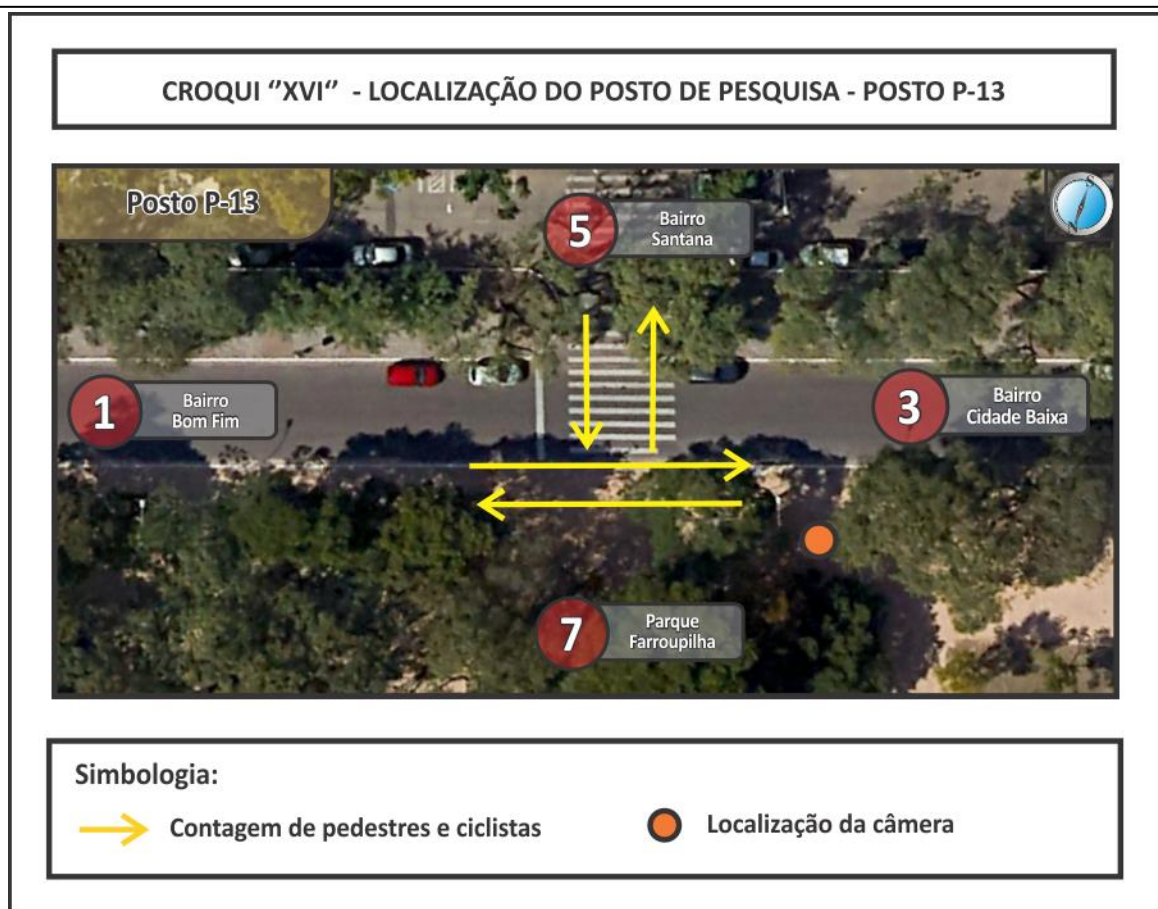 CROQUI ‘’XVI‘’ - LOCALIZAÇÃO DO POSTO DE PESQUISA - POSTO P-13
Posto P-13
5
Bairro
Santana
1
Bairro
Bom Fim
3
Bairro
Cidade Baixa
7
Parque
Farroupilha
Simbologia:
Contagem de pedestres e ciclistas
Localização da câmera